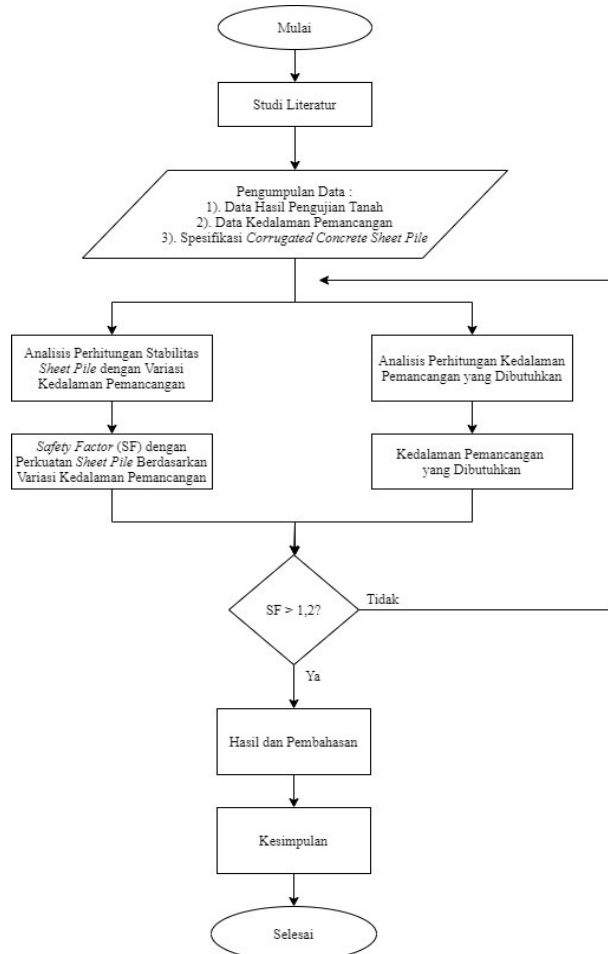 Mulai
Studi Literatur
Pengumpulan Data :
1). Data Hasil Pengujian Tanah
2). Data Kedalaman Pemancangan
3). Spesifikasi Corrugated Concrete Sheet Pile
Analisis Perhitungan Stabilitas
Sheet Pile dengan Variasi
Kedalaman Pemancangan
Analisis Perhitungan Kedalaman
Pemancangan yang Dibutuhkan
Safety Factor (SF) dengan
Perkuatan Sheet Pile Berdasarkan
Variasi Kedalaman Pemancangan
Kedalaman Pemancangan
yang Dibutuhkan
SF > 1,2?
Tidak
Ya
Hasil dan Pembahasan
Kesimpulan
Selesai